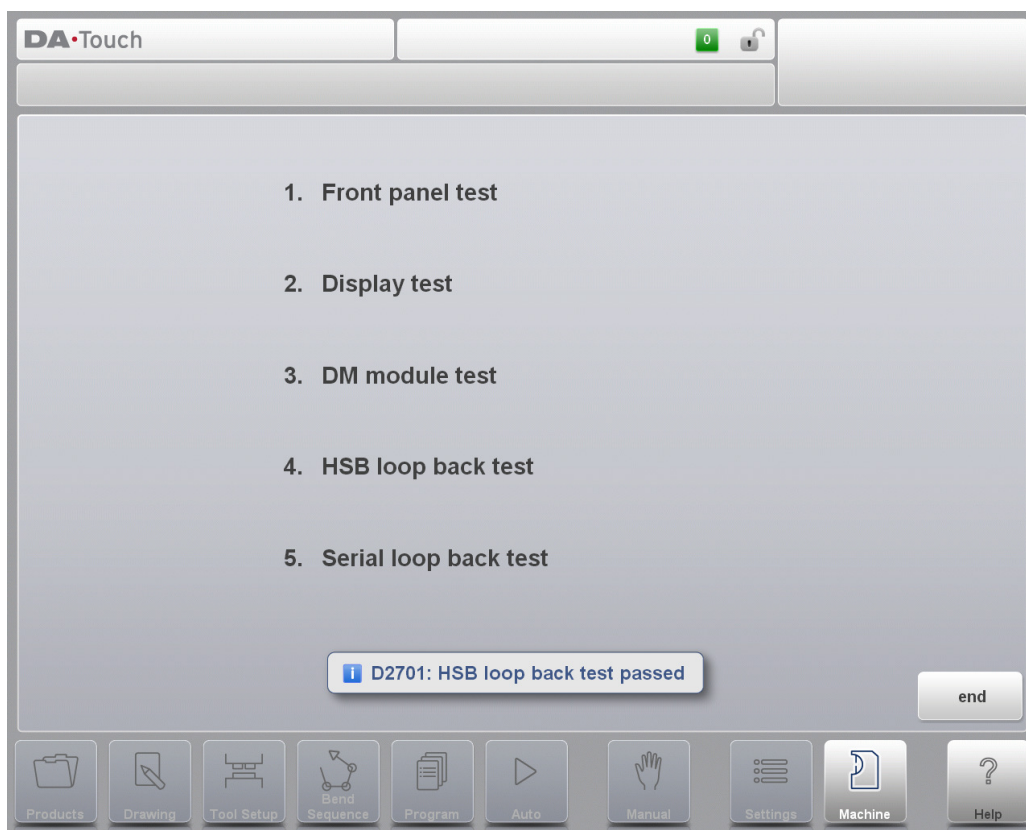 DA•Touch
0
1. Front panel test
2. Display test
3. DM module test
4. HSB loop back test
5. Serial loop back test
i D2701: HSB loop back test passed
end
Products
Drawing
Tool Setup
Bend
Sequence
Program
Auto
Manual
Settings
Machine
? Help